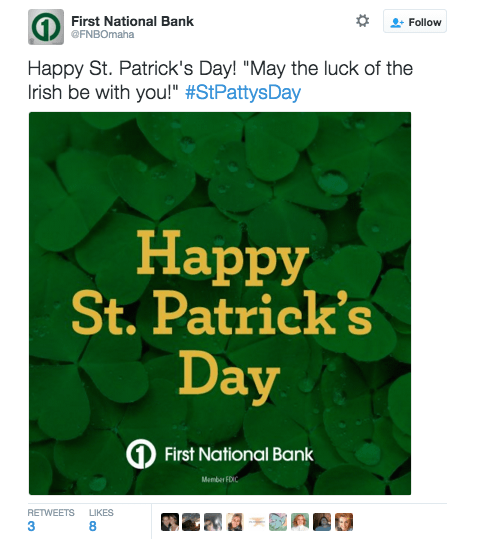 First National Bank
@FNBOmaha
Follow
Happy St. Patrick's Day! "May the luck of the
Irish be with you!" #StPattysDay
Happy
St. Patrick's
Day
1 First National Bank
Member FDIC
RETWEETS LIKES
3 8